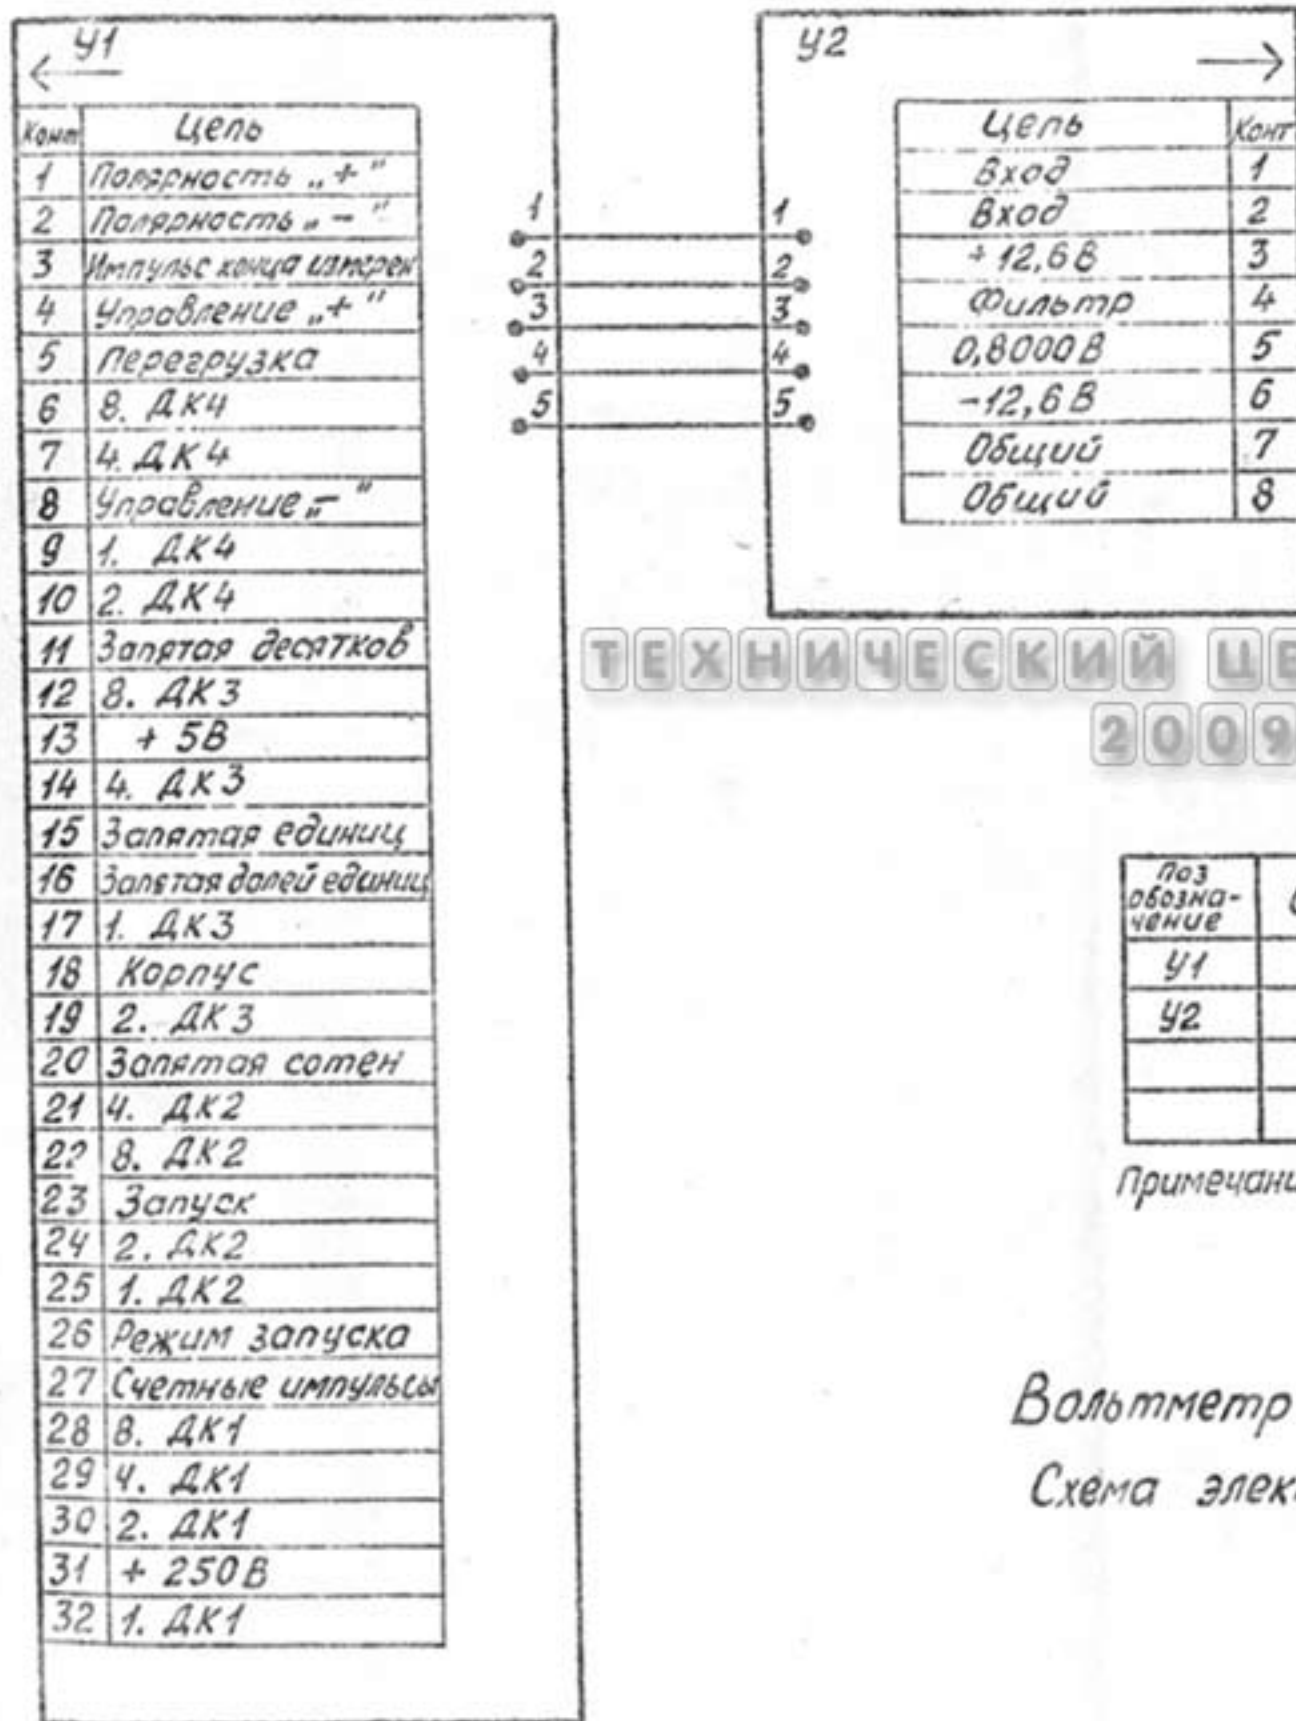 У1
Конт Цепь
1 Полярность „+"
2 Полярность „-"
3 Импульс конца измерен
4 Управление „+"
5 Перегрузка
6 8. ДК4
7 4. ДК4
8 Управление „-"
9 1. ДК4
10 2. ДК4
11 Запятая десятков
12 8. ДК3
13 + 5В
14 4. ДК3
15 Запятая единиц
16 Запятая долей единиц
17 1. ДК3
18 Корпус
19 2. ДК3
20 Запятая сотен
21 4. ДК2
22 8. ДК2
23 Запуск
24 2. ДК2
25 1. ДК2
26 Режим запуска
27 Счетные импульсы
28 8. ДК1
29 4. ДК1
30 2. ДК1
31 + 250В
32 1. ДК1
1 1
2 2
3 3
4 4
5 5
У2
Цепь Конт
Вход 1
Вход 2
+12,6В 3
Фильтр 4
0,8000В 5
-12,6В 6
Общий 7
Общий 8
ТЕХНИЧЕСКИЙ ЦЕ
2009
Поз
обозна-
чение
У1
У2
Примечани
Вольтметр
Схема элек